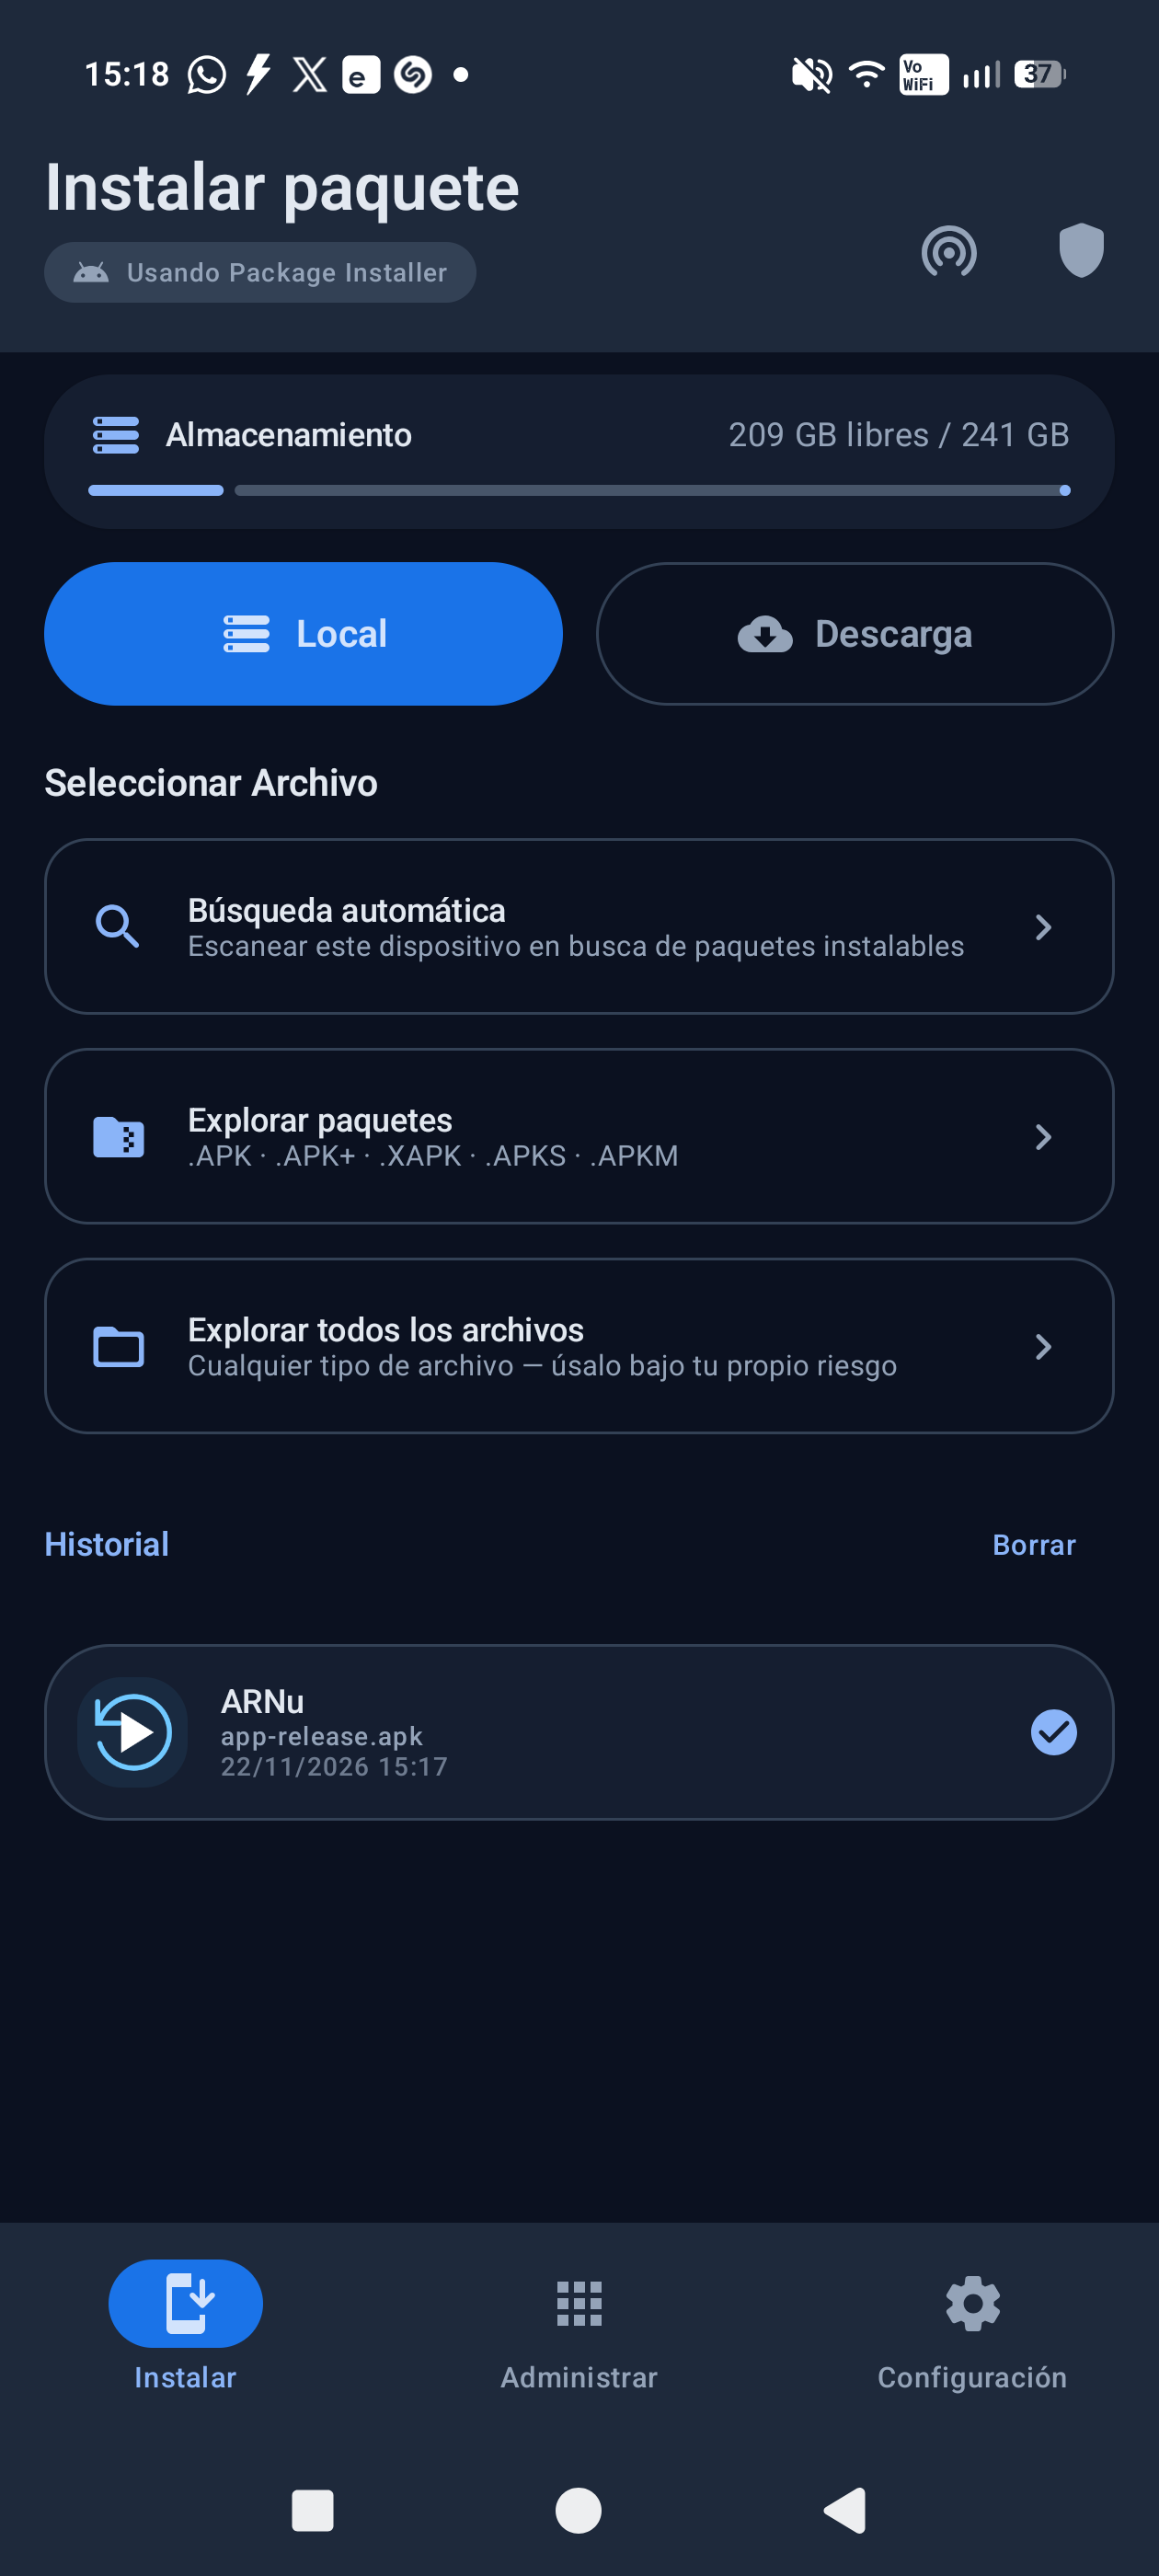 15:18
Vo
WiFi
37
Instalar paquete
Usando Package Installer
Almacenamiento
209 GB libres / 241 GB
Local
Descarga
Seleccionar Archivo
Búsqueda automática
Escanear este dispositivo en busca de paquetes instalables
Explorar paquetes
.APK · .APK+ · .XAPK · .APKS · .APKM
Explorar todos los archivos
Cualquier tipo de archivo — úsalo bajo tu propio riesgo
Historial
Borrar
ARNu
app-release.apk
22/11/2026 15:17
Instalar
Administrar
Configuración